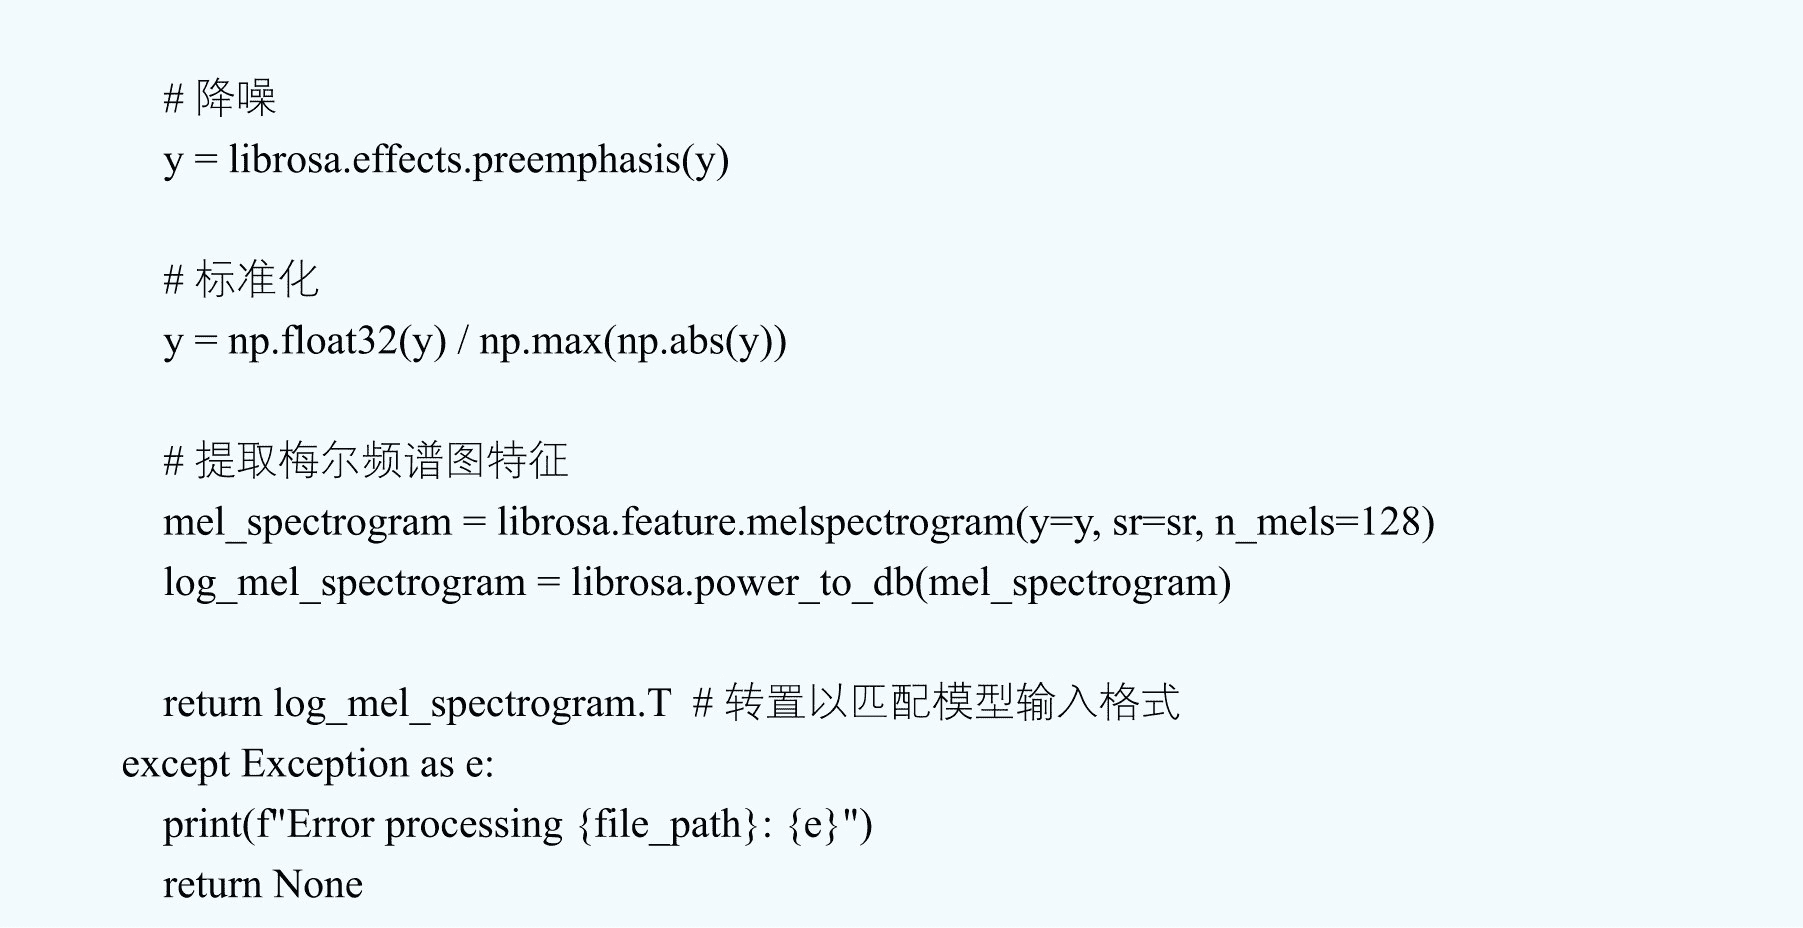 # 降噪
y = librosa.effects.preemphasis(y)
# 标准化
y = np.float32(y) / np.max(np.abs(y))
# 提取梅尔频谱图特征
mel_spectrogram = librosa.feature.melspectrogram(y=y, sr=sr, n_mels=128)
log_mel_spectrogram = librosa.power_to_db(mel_spectrogram)
return log_mel_spectrogram.T  # 转置以匹配模型输入格式
except Exception as e:
print(f"Error processing {file_path}: {e}")
return None